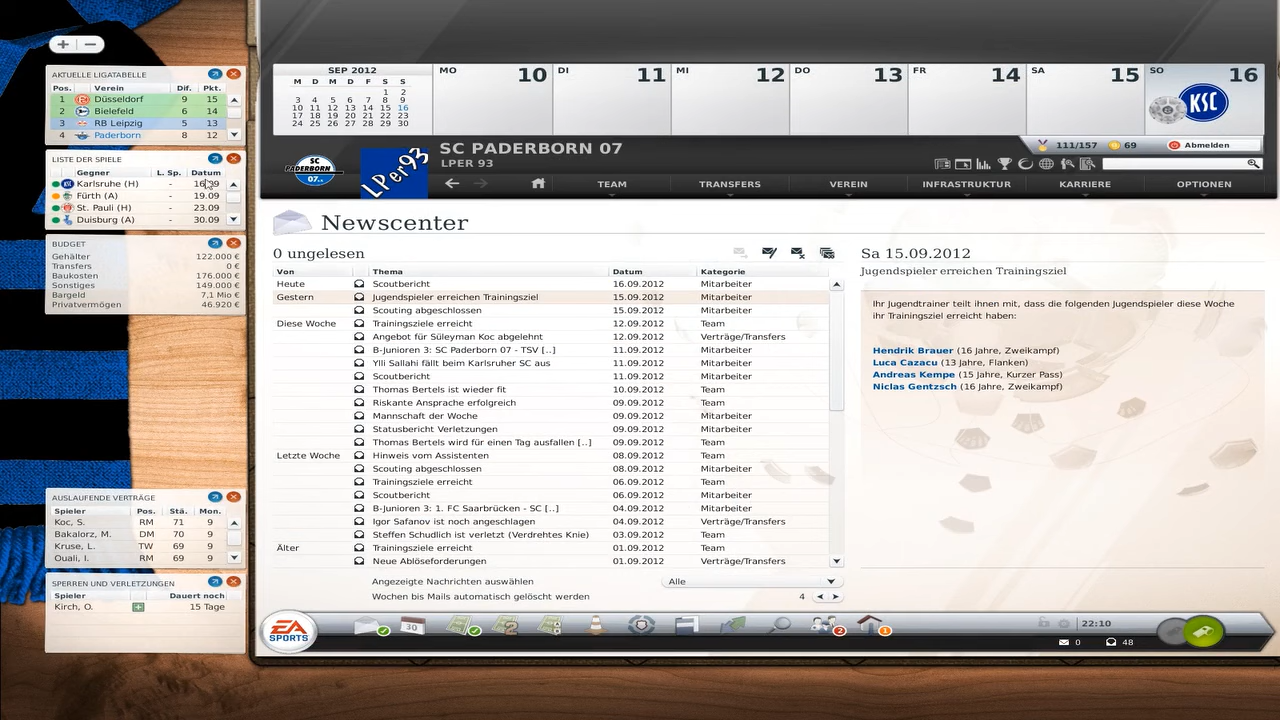 AKTUELLE LIGATABELLE
Pos. Verein Dif. Pkt.
1 Düsseldorf 9 15
2 Bielefeld 6 14
3 RB Leipzig 5 13
4 Paderborn 8 12
LISTE DER SPIELE
Gegner L. Sp. Datum
Karlsruhe (H) - 16.09
Fürth (A) - 19.09
St. Pauli (H) - 23.09
Duisburg (A) - 30.09
BUDGET
Gehälter 122.000 €
Transfers 0 €
Baukosten 176.000 €
Sonstiges 149.000 €
Bargeld 7,1 Mio €
Privatvermögen 46.920 €
AUSLAUFENDE VERTRÄGE
Spieler Pos. Stä. Mon.
Koc, S. RM 71 9
Bakalorz, M. DM 70 9
Kruse, L. TW 69 9
Ouali, I. RM 69 9
SPERREN UND VERLETZUNGEN
Spieler Dauert noch
Kirch, O. 15 Tage
SEP 2012
M D M D F S S
1 2
3 4 5 6 7 8 9
10 11 12 13 14 15 16
17 18 19 20 21 22 23
24 25 26 27 28 29 30
MO 10 DI 11 MI 12 DO 13 FR 14 SA 15 SO 16
KSC
111/157 69 Abmelden
SC PADERBORN 07
LPER 93
SC PADERBORN 07
LPer93
TEAM TRANSFERS VEREIN INFRASTRUKTUR KARRIERE OPTIONEN
Newscenter
0 ungelesen
Von Thema Datum Kategorie
Heute Scoutbericht 16.09.2012 Mitarbeiter
Gestern Jugendspieler erreichen Trainingsziel 15.09.2012 Mitarbeiter
Scouting abgeschlossen 15.09.2012 Mitarbeiter
Diese Woche Trainingsziele erreicht 12.09.2012 Team
Angebot für Süleyman Koc abgelehnt 12.09.2012 Verträge/Transfers
B-Junioren 3: SC Paderborn 07 - TSV [..] 11.09.2012 Mitarbeiter
Ylli Sallahi fällt beim Karlsruher SC aus 11.09.2012 Mitarbeiter
Scoutbericht 11.09.2012 Mitarbeiter
Thomas Bertels ist wieder fit 10.09.2012 Team
Riskante Ansprache erfolgreich 09.09.2012 Team
Mannschaft der Woche 09.09.2012 Mitarbeiter
Statusbericht Verletzungen 09.09.2012 Mitarbeiter
Thomas Bertels wird für einen Tag ausfallen [..] 09.09.2012 Team
Letzte Woche Hinweis vom Assistenten 08.09.2012 Team
Scouting abgeschlossen 08.09.2012 Mitarbeiter
Trainingsziele erreicht 06.09.2012 Team
Scoutbericht 06.09.2012 Mitarbeiter
B-Junioren 3: 1. FC Saarbrücken - SC [..] 04.09.2012 Mitarbeiter
Igor Safanov ist noch angeschlagen 04.09.2012 Verträge/Transfers
Steffen Schudlich ist verletzt (Verdrehtes Knie) 03.09.2012 Team
Älter Trainingsziele erreicht 01.09.2012 Team
Neue Ablöseforderungen 01.09.2012 Verträge/Transfers
Angezeigte Nachrichten auswählen Alle
Wochen bis Mails automatisch gelöscht werden 4
Sa 15.09.2012
Jugendspieler erreichen Trainingsziel
Ihr Jugendtrainer teilt ihnen mit, dass die folgenden Jugendspieler diese Woche
ihr Trainingsziel erreicht haben:
Hendrik Brauer (16 Jahre, Zweikampf)
Luca Cazacu (13 Jahre, Flanken)
Andreas Kempe (15 Jahre, Kurzer Pass)
Niclas Gentzsch (16 Jahre, Zweikampf)
EA
SPORTS
30 2 2 1 22:10
0 48